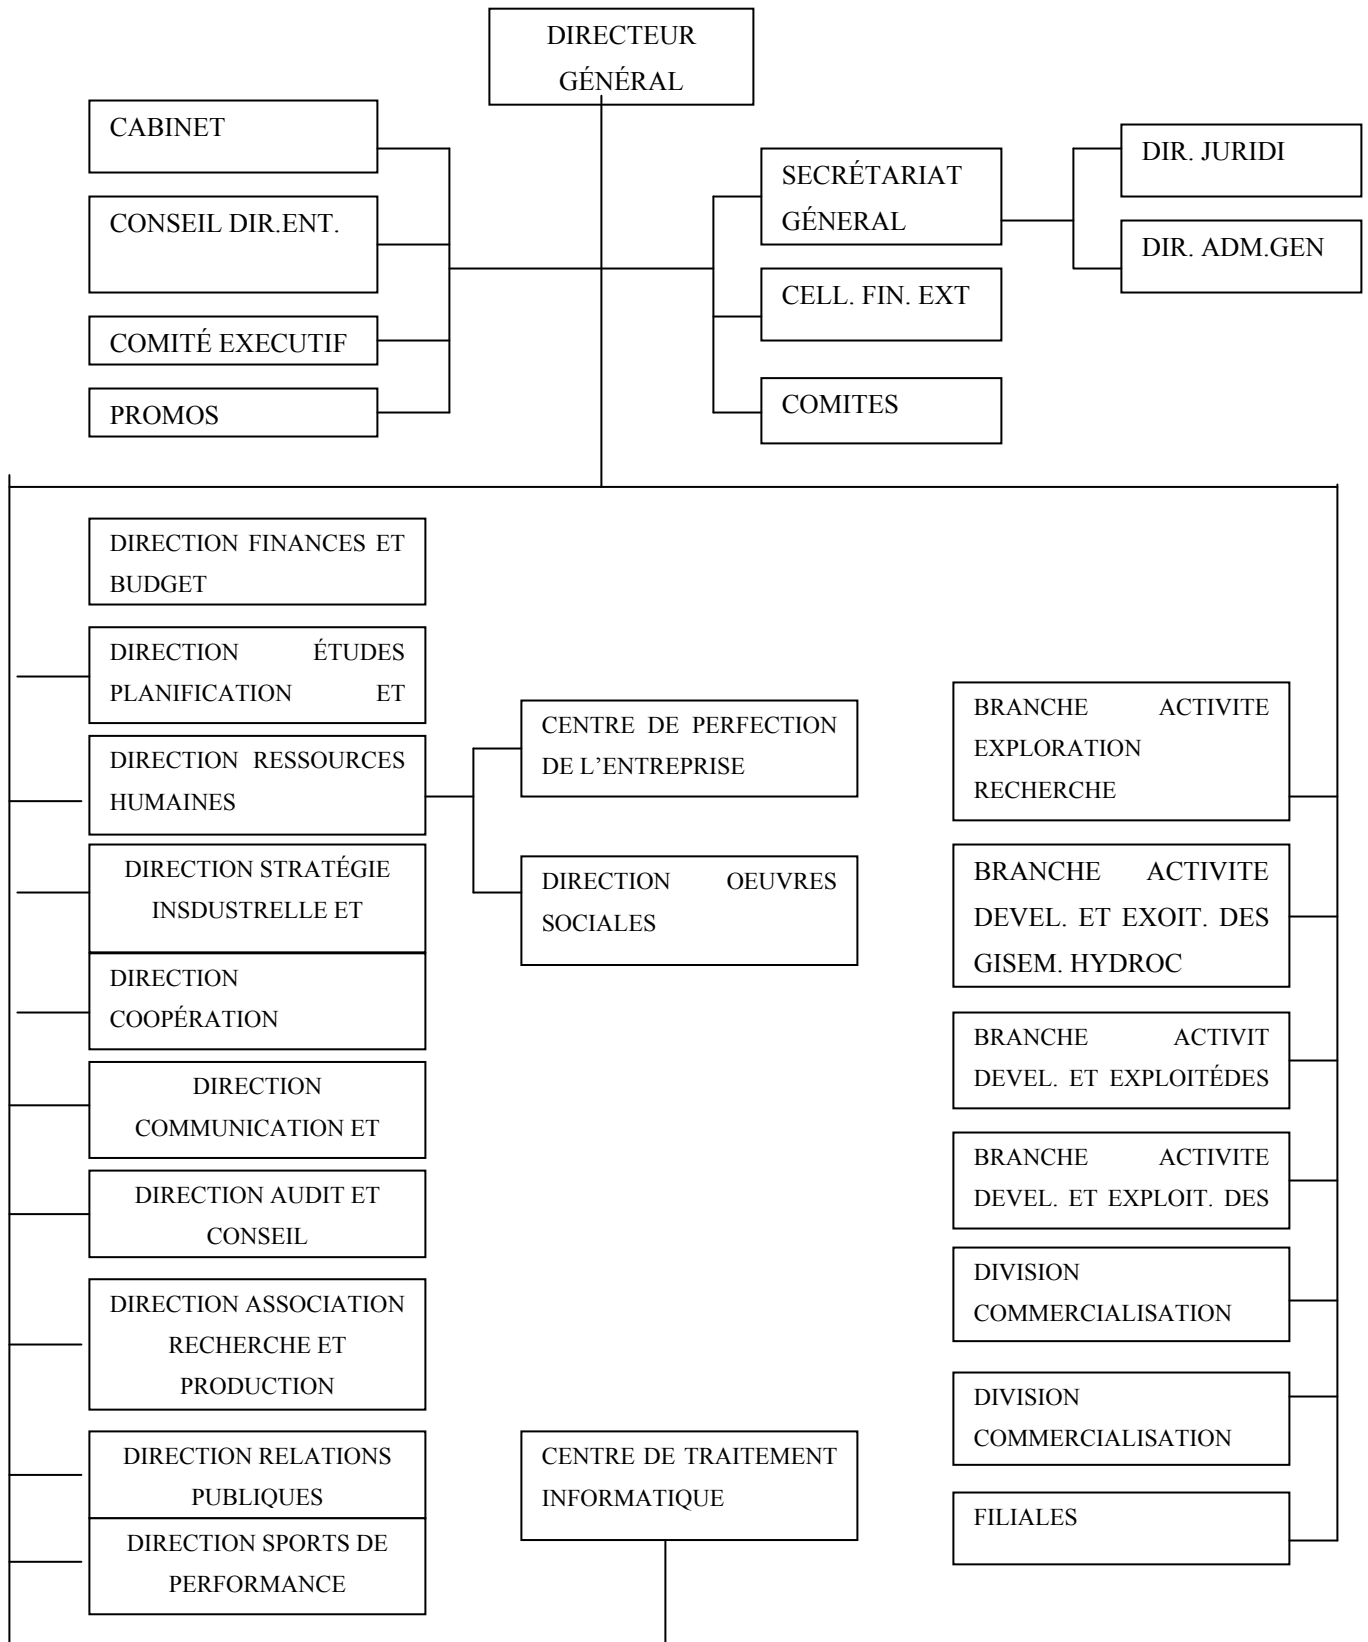 DIRECTEUR
GÉNÉRAL
CABINET
CONSEIL DIR.ENT.
COMITÉ EXECUTIF
PROMOS
SECRÉTARIAT
GÉNERAL
CELL. FIN. EXT
COMITES
DIR. JURIDI
DIR. ADM.GEN
DIRECTION FINANCES ET
BUDGET
DIRECTION ÉTUDES
PLANIFICATION ET
DIRECTION RESSOURCES
HUMAINES
DIRECTION STRATÉGIE
INSDUSTRELLE ET
DIRECTION
COOPÉRATION
DIRECTION
COMMUNICATION ET
DIRECTION AUDIT ET
CONSEIL
DIRECTION ASSOCIATION
RECHERCHE ET
PRODUCTION
DIRECTION RELATIONS
PUBLIQUES
DIRECTION SPORTS DE
PERFORMANCE
CENTRE DE PERFECTION
DE L’ENTREPRISE
DIRECTION OEUVRES
SOCIALES
CENTRE DE TRAITEMENT
INFORMATIQUE
BRANCHE ACTIVITE
EXPLORATION
RECHERCHE
BRANCHE ACTIVITE
DEVEL. ET EXOIT. DES
GISEM. HYDROC
BRANCHE ACTIVIT
DEVEL. ET EXPLOITÉDES
BRANCHE ACTIVITE
DEVEL. ET EXPLOIT. DES
DIVISION
COMMERCIALISATION
DIVISION
COMMERCIALISATION
FILIALES